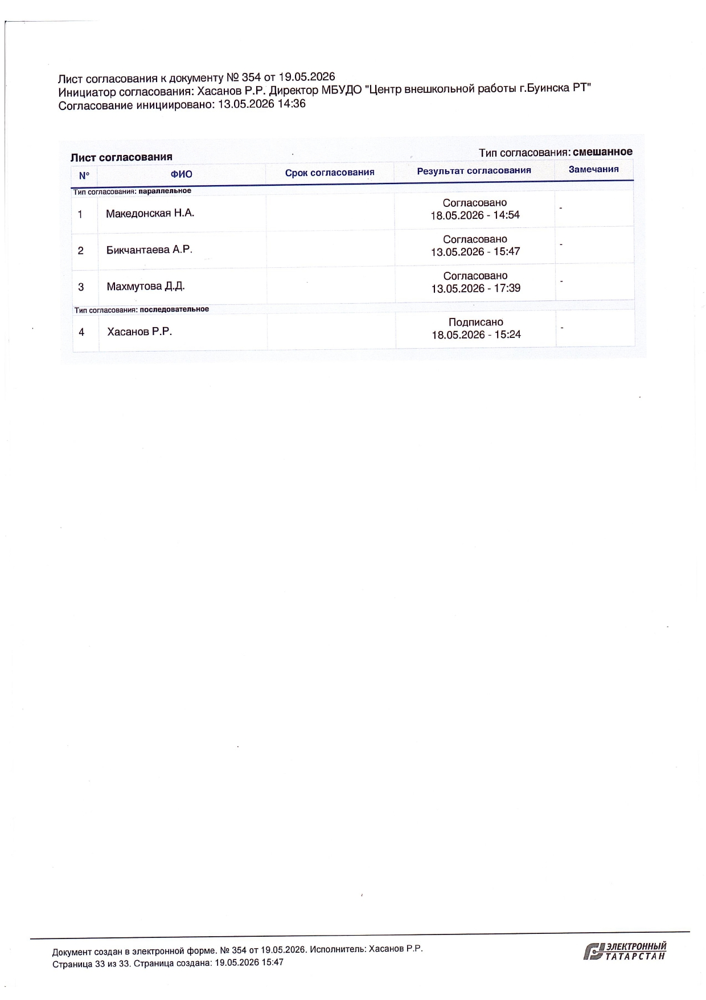 Лист согласования к документу № 354 от 19.05.2026
Инициатор согласования: Хасанов Р.Р. Директор МБУДО "Центр внешкольной работы г.Буинска РТ"
Согласование инициировано: 13.05.2026 14:36
Лист согласования Тип согласования: смешанное
N° ФИО Срок согласования Результат согласования Замечания
Тип согласования: параллельное
1 Македонская Н.А. Согласовано 18.05.2026 - 14:54 -
2 Бикчантаева А.Р. Согласовано 13.05.2026 - 15:47 -
3 Махмутова Д.Д. Согласовано 13.05.2026 - 17:39 -
Тип согласования: последовательное
4 Хасанов Р.Р. Подписано 18.05.2026 - 15:24 -
Документ создан в электронной форме. № 354 от 19.05.2026. Исполнитель: Хасанов Р.Р.
Страница 33 из 33. Страница создана: 19.05.2026 15:47
ЭЛЕКТРОННЫЙ
ТАТАРСТАН